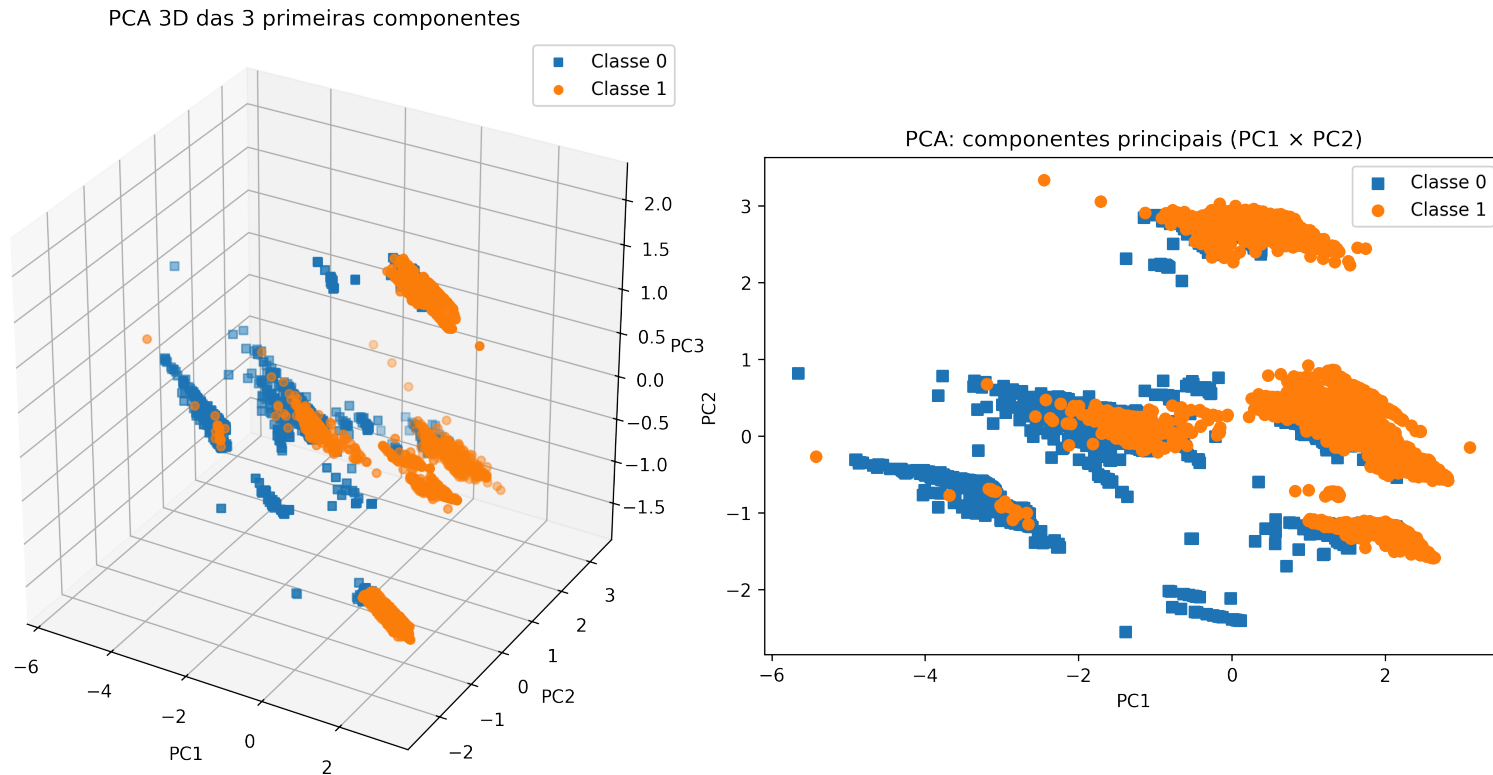 PCA 3D das 3 primeiras componentes
Classe 0
Classe 1
2.0
1.5
1.0
0.5
0.0
−0.5
−1.0
−1.5
PC3
3
2
1
0
−1
−2
PC2
−6
−4
−2
0
2
PC1
PCA: componentes principais (PC1 × PC2)
Classe 0
Classe 1
3
2
1
0
−1
−2
PC2
−6
−4
−2
0
2
PC1